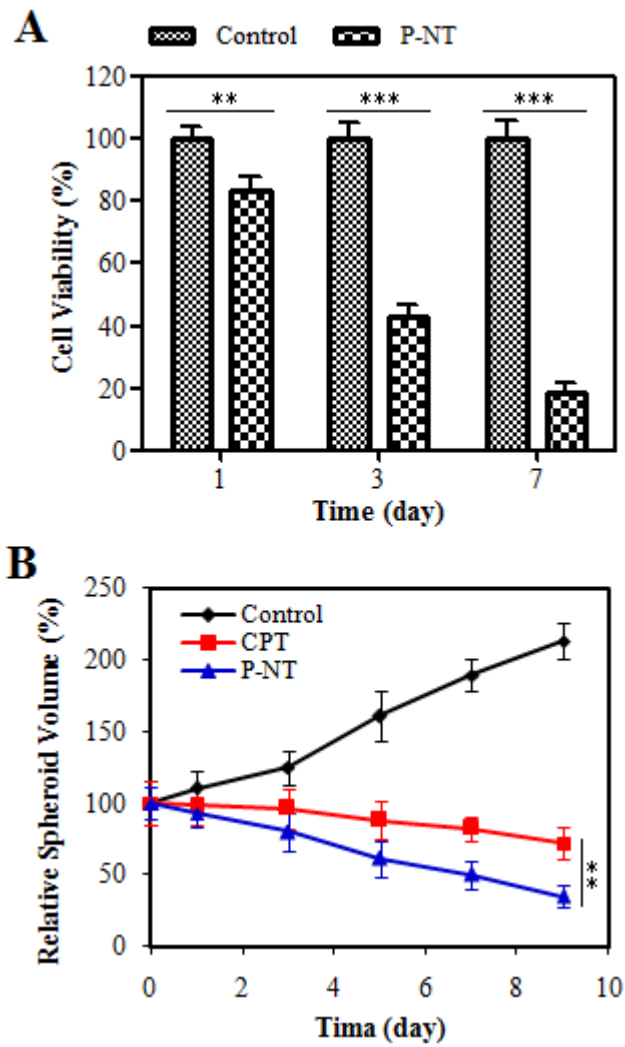 A
Control P-NT
120
100
80
60
40
20
0
Cell Viability (%)
** *** ***
1 3 7
Time (day)
B
250
200
150
100
50
0
Relative Spheroid Volume (%)
Control
CPT
P-NT
**
0 2 4 6 8 10
Tima (day)